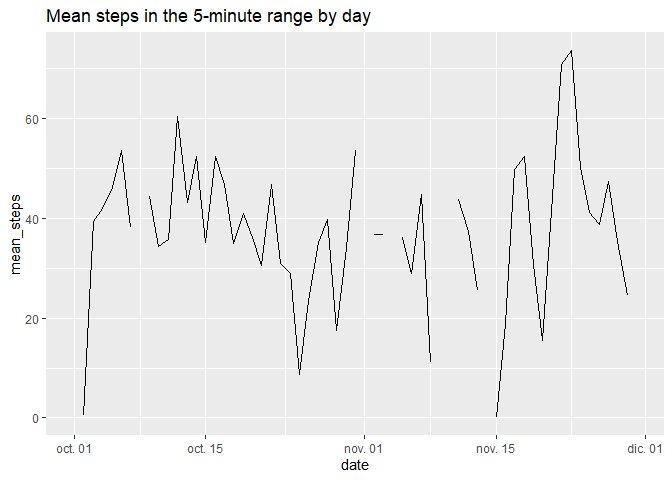 Mean steps in the 5-minute range by day
mean_steps
60
40
20
0
oct. 01
oct. 15
nov. 01
nov. 15
dic. 01
date